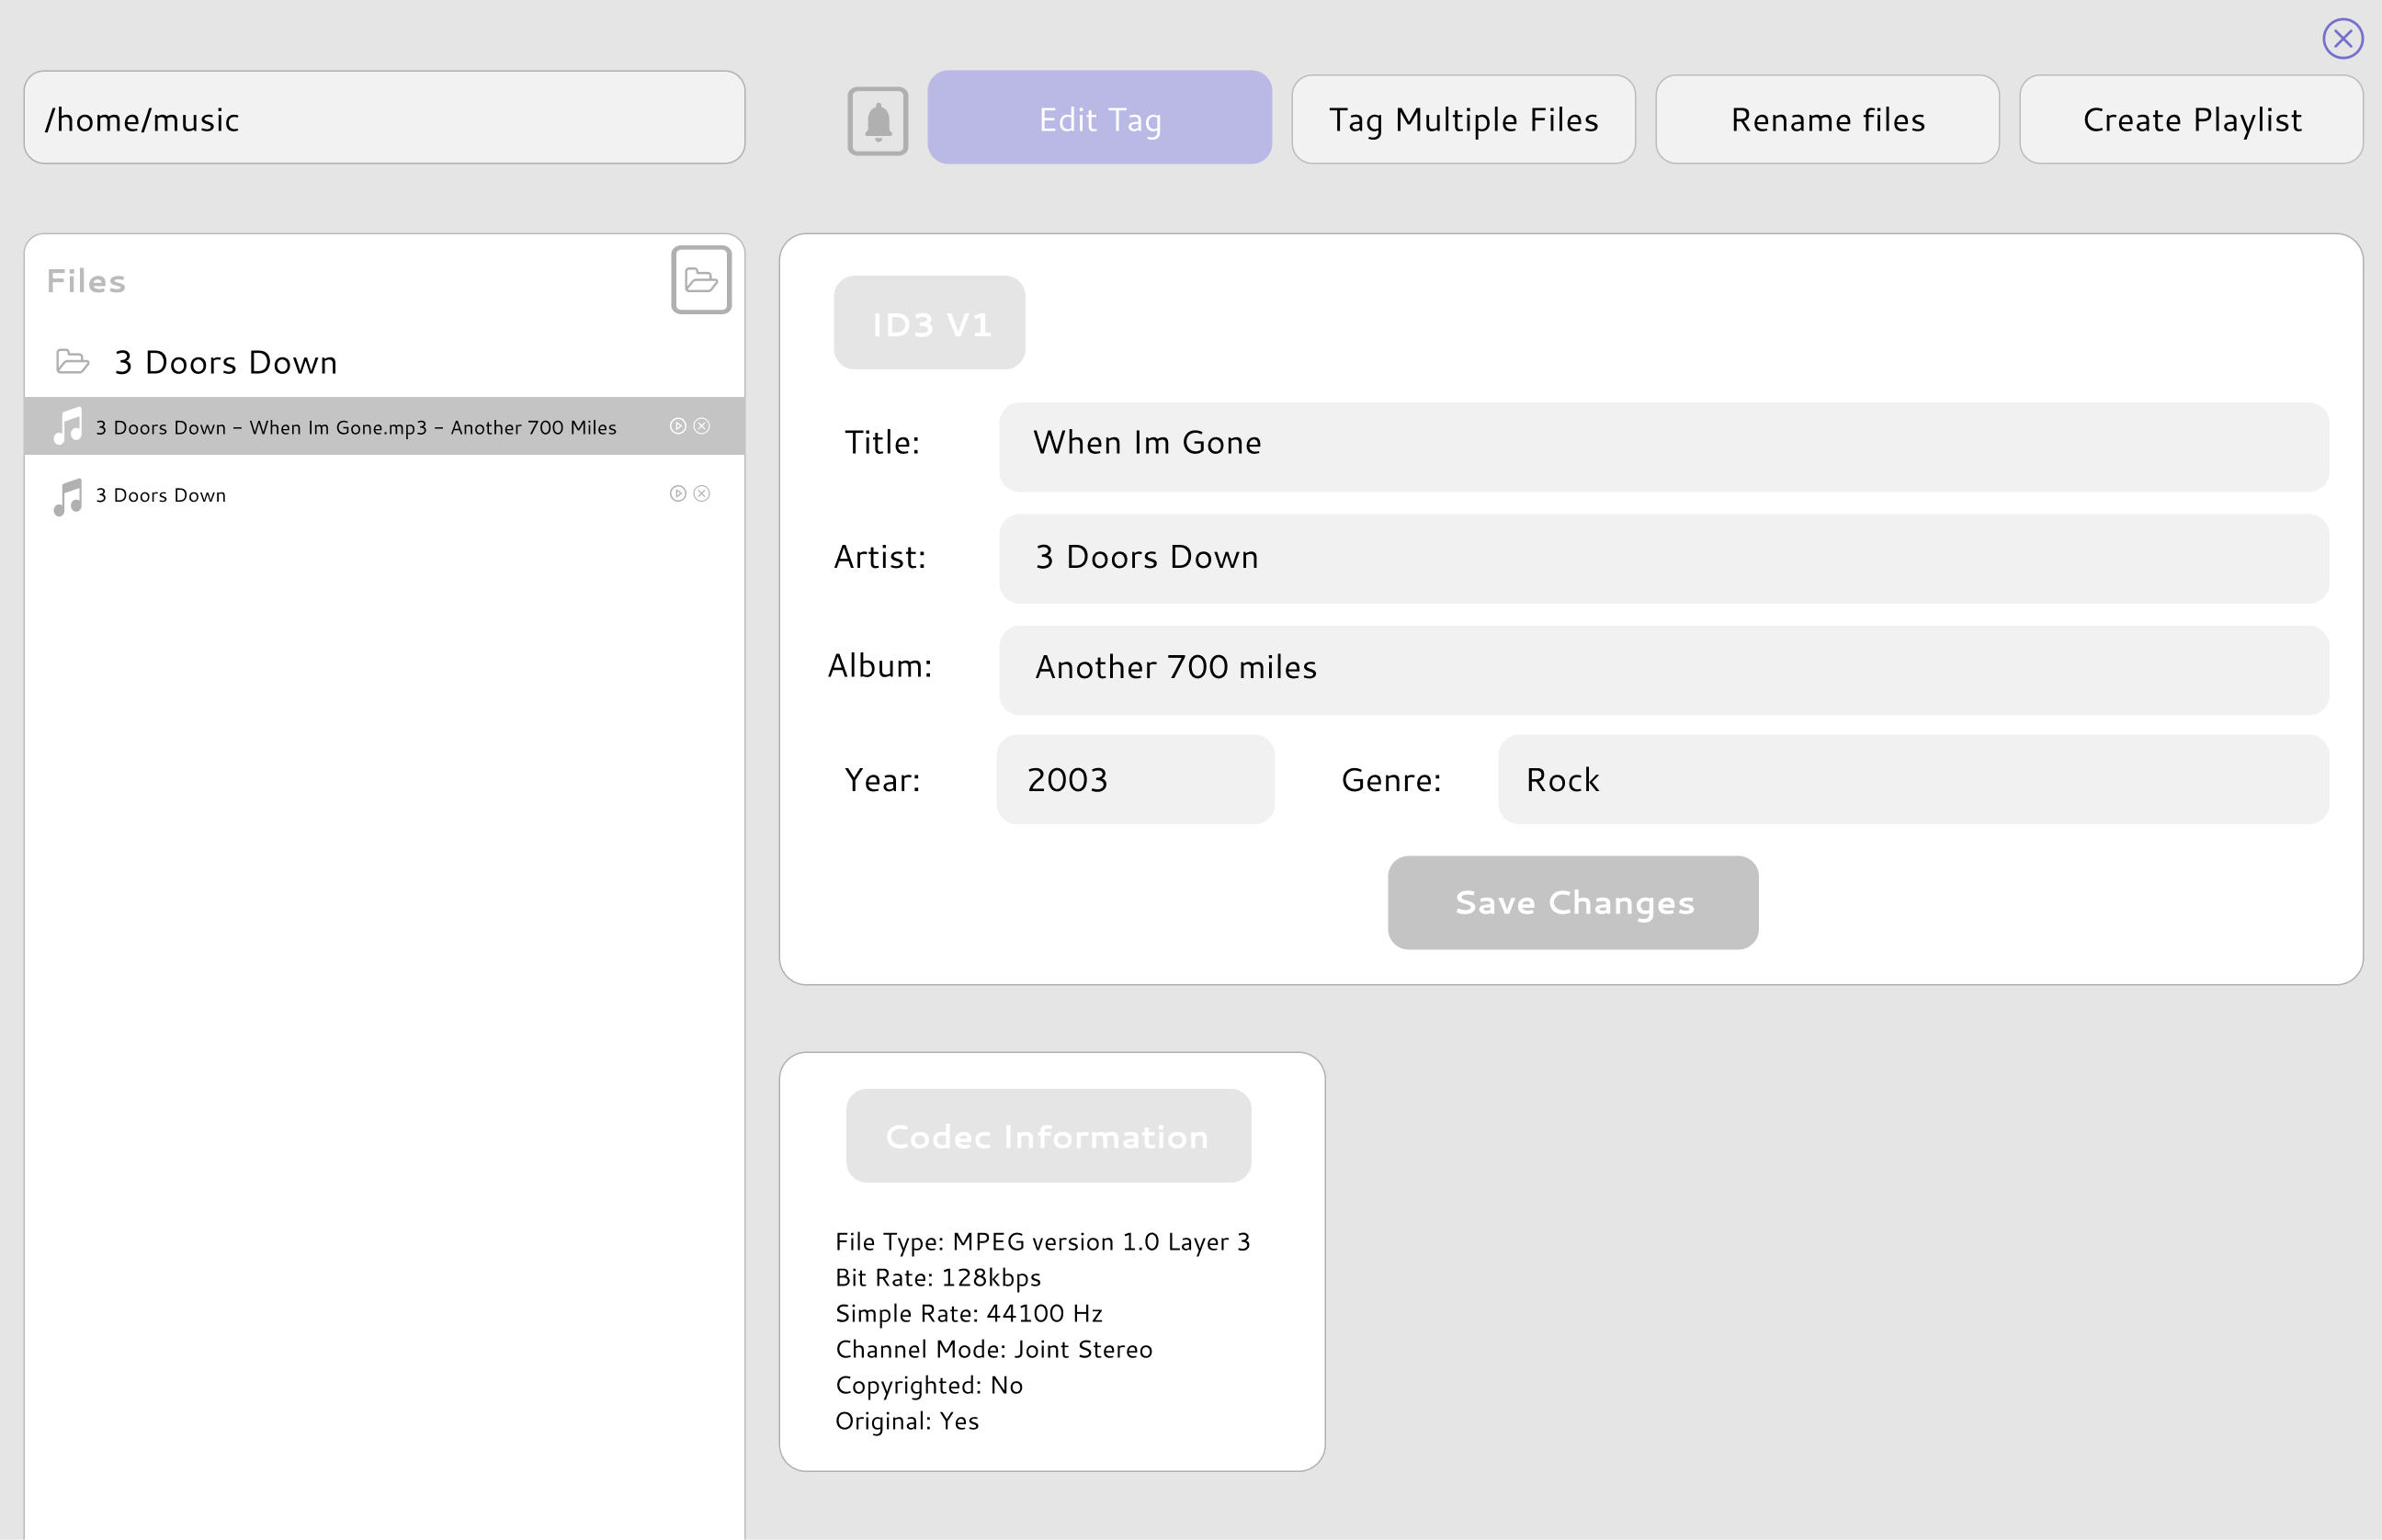 /home/music
Edit Tag
Tag Multiple Files
Rename files
Create Playlist
Files
3 Doors Down
3 Doors Down - When Im Gone.mp3 - Another 700 Miles
3 Doors Down
ID3 V1
Title: When Im Gone
Artist: 3 Doors Down
Album: Another 700 miles
Year: 2003 Genre: Rock
Save Changes
Codec Information
File Type: MPEG version 1.0 Layer 3
Bit Rate: 128kbps
Simple Rate: 44100 Hz
Channel Mode: Joint Stereo
Copyrighted: No
Original: Yes